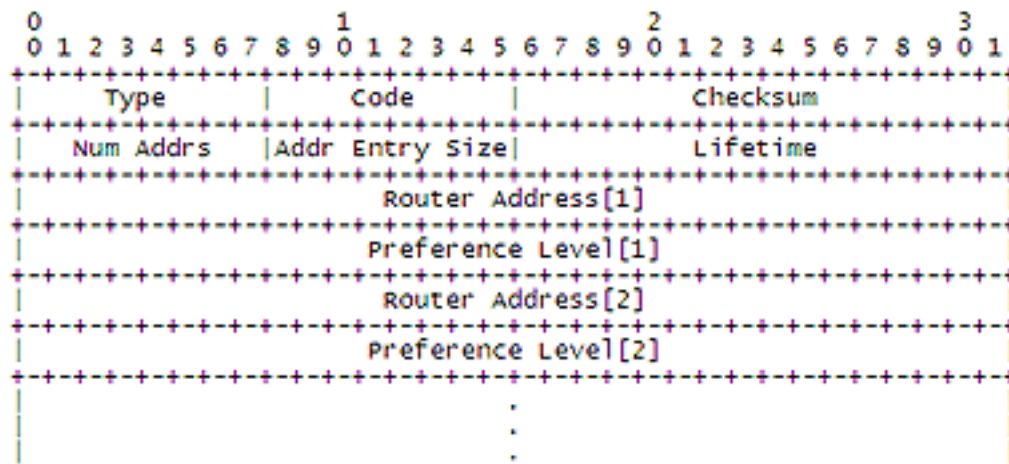 0                   1                   2                   3
0 1 2 3 4 5 6 7 8 9 0 1 2 3 4 5 6 7 8 9 0 1 2 3 4 5 6 7 8 9 0 1
+-+-+-+-+-+-+-+-+-+-+-+-+-+-+-+-+-+-+-+-+-+-+-+-+-+-+-+-+-+-+-+-
|     Type      |     Code      |           Checksum            |
+-+-+-+-+-+-+-+-+-+-+-+-+-+-+-+-+-+-+-+-+-+-+-+-+-+-+-+-+-+-+-+-
|   Num Addrs   |Addr Entry Size|           Lifetime            |
+-+-+-+-+-+-+-+-+-+-+-+-+-+-+-+-+-+-+-+-+-+-+-+-+-+-+-+-+-+-+-+-
|                       Router Address[1]                       |
+-+-+-+-+-+-+-+-+-+-+-+-+-+-+-+-+-+-+-+-+-+-+-+-+-+-+-+-+-+-+-+-
|                      Preference Level[1]                      |
+-+-+-+-+-+-+-+-+-+-+-+-+-+-+-+-+-+-+-+-+-+-+-+-+-+-+-+-+-+-+-+-
|                       Router Address[2]                       |
+-+-+-+-+-+-+-+-+-+-+-+-+-+-+-+-+-+-+-+-+-+-+-+-+-+-+-+-+-+-+-+-
|                      Preference Level[2]                      |
+-+-+-+-+-+-+-+-+-+-+-+-+-+-+-+-+-+-+-+-+-+-+-+-+-+-+-+-+-+-+-+-
|                               .                               |
|                               .                               |
|                               .                               |